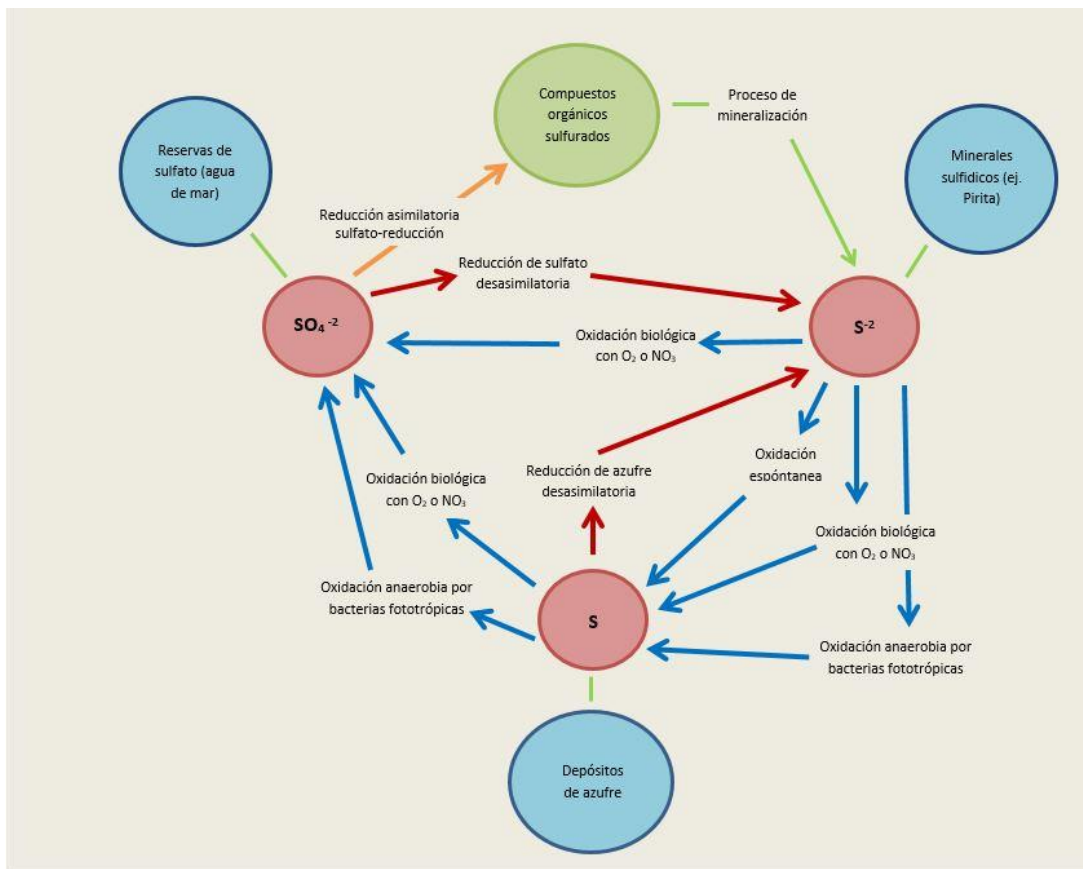 Compuestos
orgánicos
sulfurados
Proceso de
mineralización
Reservas de
sulfato (agua
de mar)
Minerales
sulfidicos (ej.
Pirita)
Reducción asimilatoria
sulfato-reducción
Reducción de sulfato
desasimilatoria
SO₄ ⁻²
S⁻²
Oxidación biológica
con O₂ o NO₃
Oxidación
espóntanea
Reducción de azufre
desasimilatoria
Oxidación biológica
con O₂ o NO₃
Oxidación biológica
con O₂ o NO₃
Oxidación anaerobia por
bacterias fototrópicas
S
Oxidación anaerobia por
bacterias fototrópicas
Depósitos
de azufre